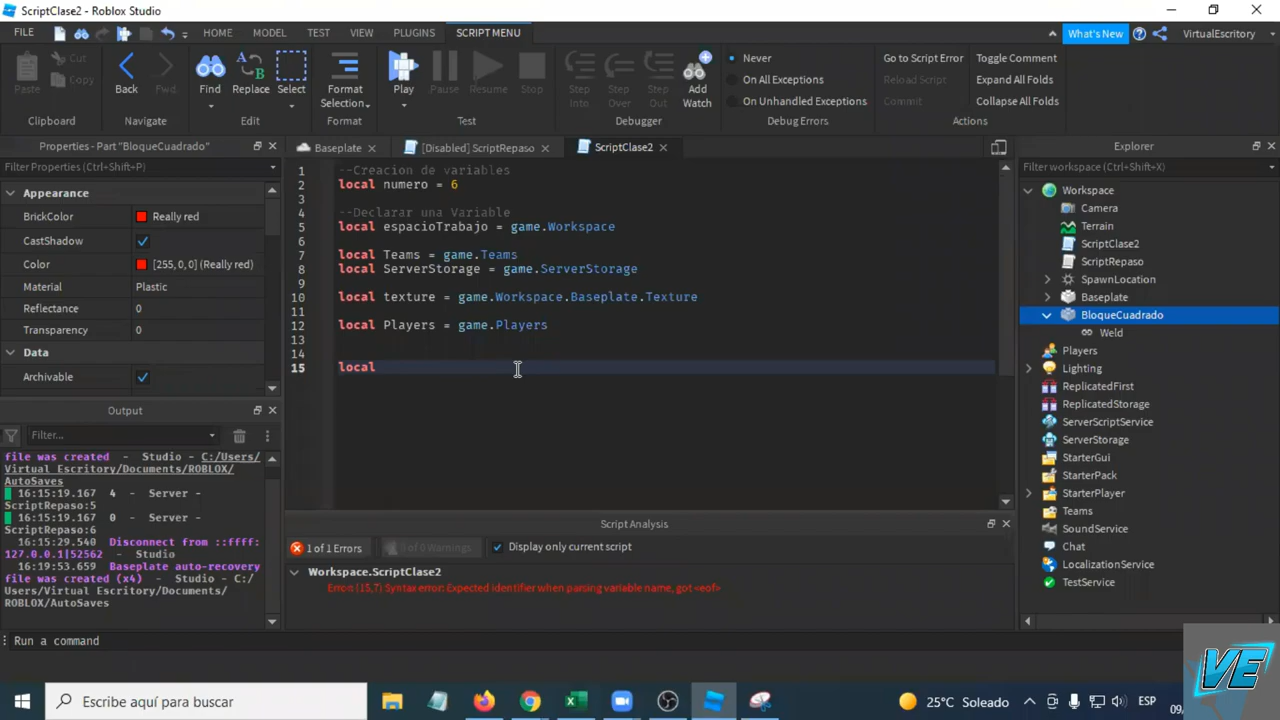 ScriptClase2 - Roblox Studio
FILE HOME MODEL TEST VIEW PLUGINS SCRIPT MENU What's New VirtualEscritory
Paste Cut Copy Back Fwd. Find Replace Select Format Selection... Play Pause Resume Stop Step Into Step Over Step Out Add Watch
Never
On All Exceptions
On Unhandled Exceptions
Go to Script Error Toggle Comment
Reload Script Expand All Folds
Commit Collapse All Folds
Clipboard Navigate Edit Format Test Debugger Debug Errors Actions
Properties - Part "BloqueCuadrado"
Filter Properties (Ctrl+Shift+P)
Appearance
BrickColor Really red
CastShadow
Color [255, 0, 0] (Really red)
Material Plastic
Reflectance 0
Transparency 0
Data
Archivable
Output
Filter...
file was created - Studio - C:/Users/
Virtual Escritory/Documents/ROBLOX/
AutoSaves
16:15:19.167 4 - Server -
ScriptRepaso:5
16:15:19.167 0 - Server -
ScriptRepaso:6
16:15:29.540 Disconnect from ::ffff:
127.0.0.1|52562 - Studio
16:19:53.659 Baseplate auto-recovery
file was created (x4) - Studio - C:/
Users/Virtual Escritory/Documents/
ROBLOX/AutoSaves
Baseplate [Disabled] ScriptRepaso ScriptClase2
1 --Creacion de variables
2 local numero = 6
3
4 --Declarar una Variable
5 local espacioTrabajo = game.Workspace
6
7 local Teams = game.Teams
8 local ServerStorage = game.ServerStorage
9
10 local texture = game.Workspace.Baseplate.Texture
11
12 local Players = game.Players
13
14
15 local
Script Analysis
1 of 1 Errors 0 of 0 Warnings Display only current script
Workspace.ScriptClase2
Error: (15,7) Syntax error: Expected identifier when parsing variable name, got <eof>
Explorer
Filter workspace (Ctrl+Shift+X)
Workspace
Camera
Terrain
ScriptClase2
ScriptRepaso
SpawnLocation
Baseplate
BloqueCuadrado
Weld
Players
Lighting
ReplicatedFirst
ReplicatedStorage
ServerScriptService
ServerStorage
StarterGui
StarterPack
StarterPlayer
Teams
SoundService
Chat
LocalizationService
TestService
Run a command
VE
Escribe aquí para buscar
25°C Soleado ESP
09/